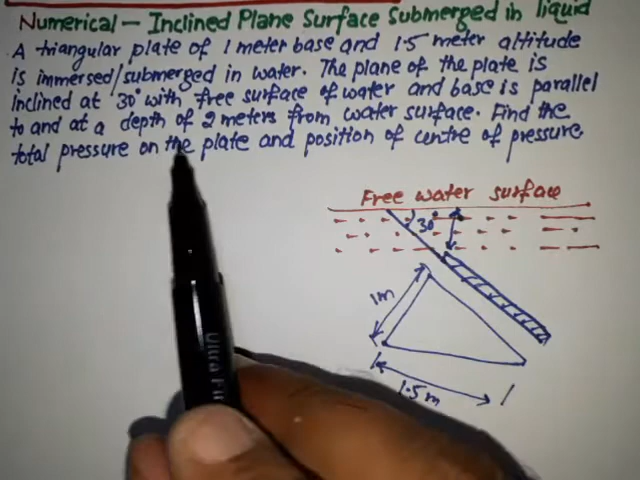 Numerical - Inclined Plane Surface Submerged in liquid
A triangular plate of 1 meter base and 1.5 meter altitude
is immersed/submerged in water. The plane of the plate is
inclined at 30° with free surface of water and base is parallel
to and at a depth of 2 meters from water surface. Find the
total pressure on the plate and position of centre of pressure.
Free water surface
30°
1m
1.5m
Ultra Fi